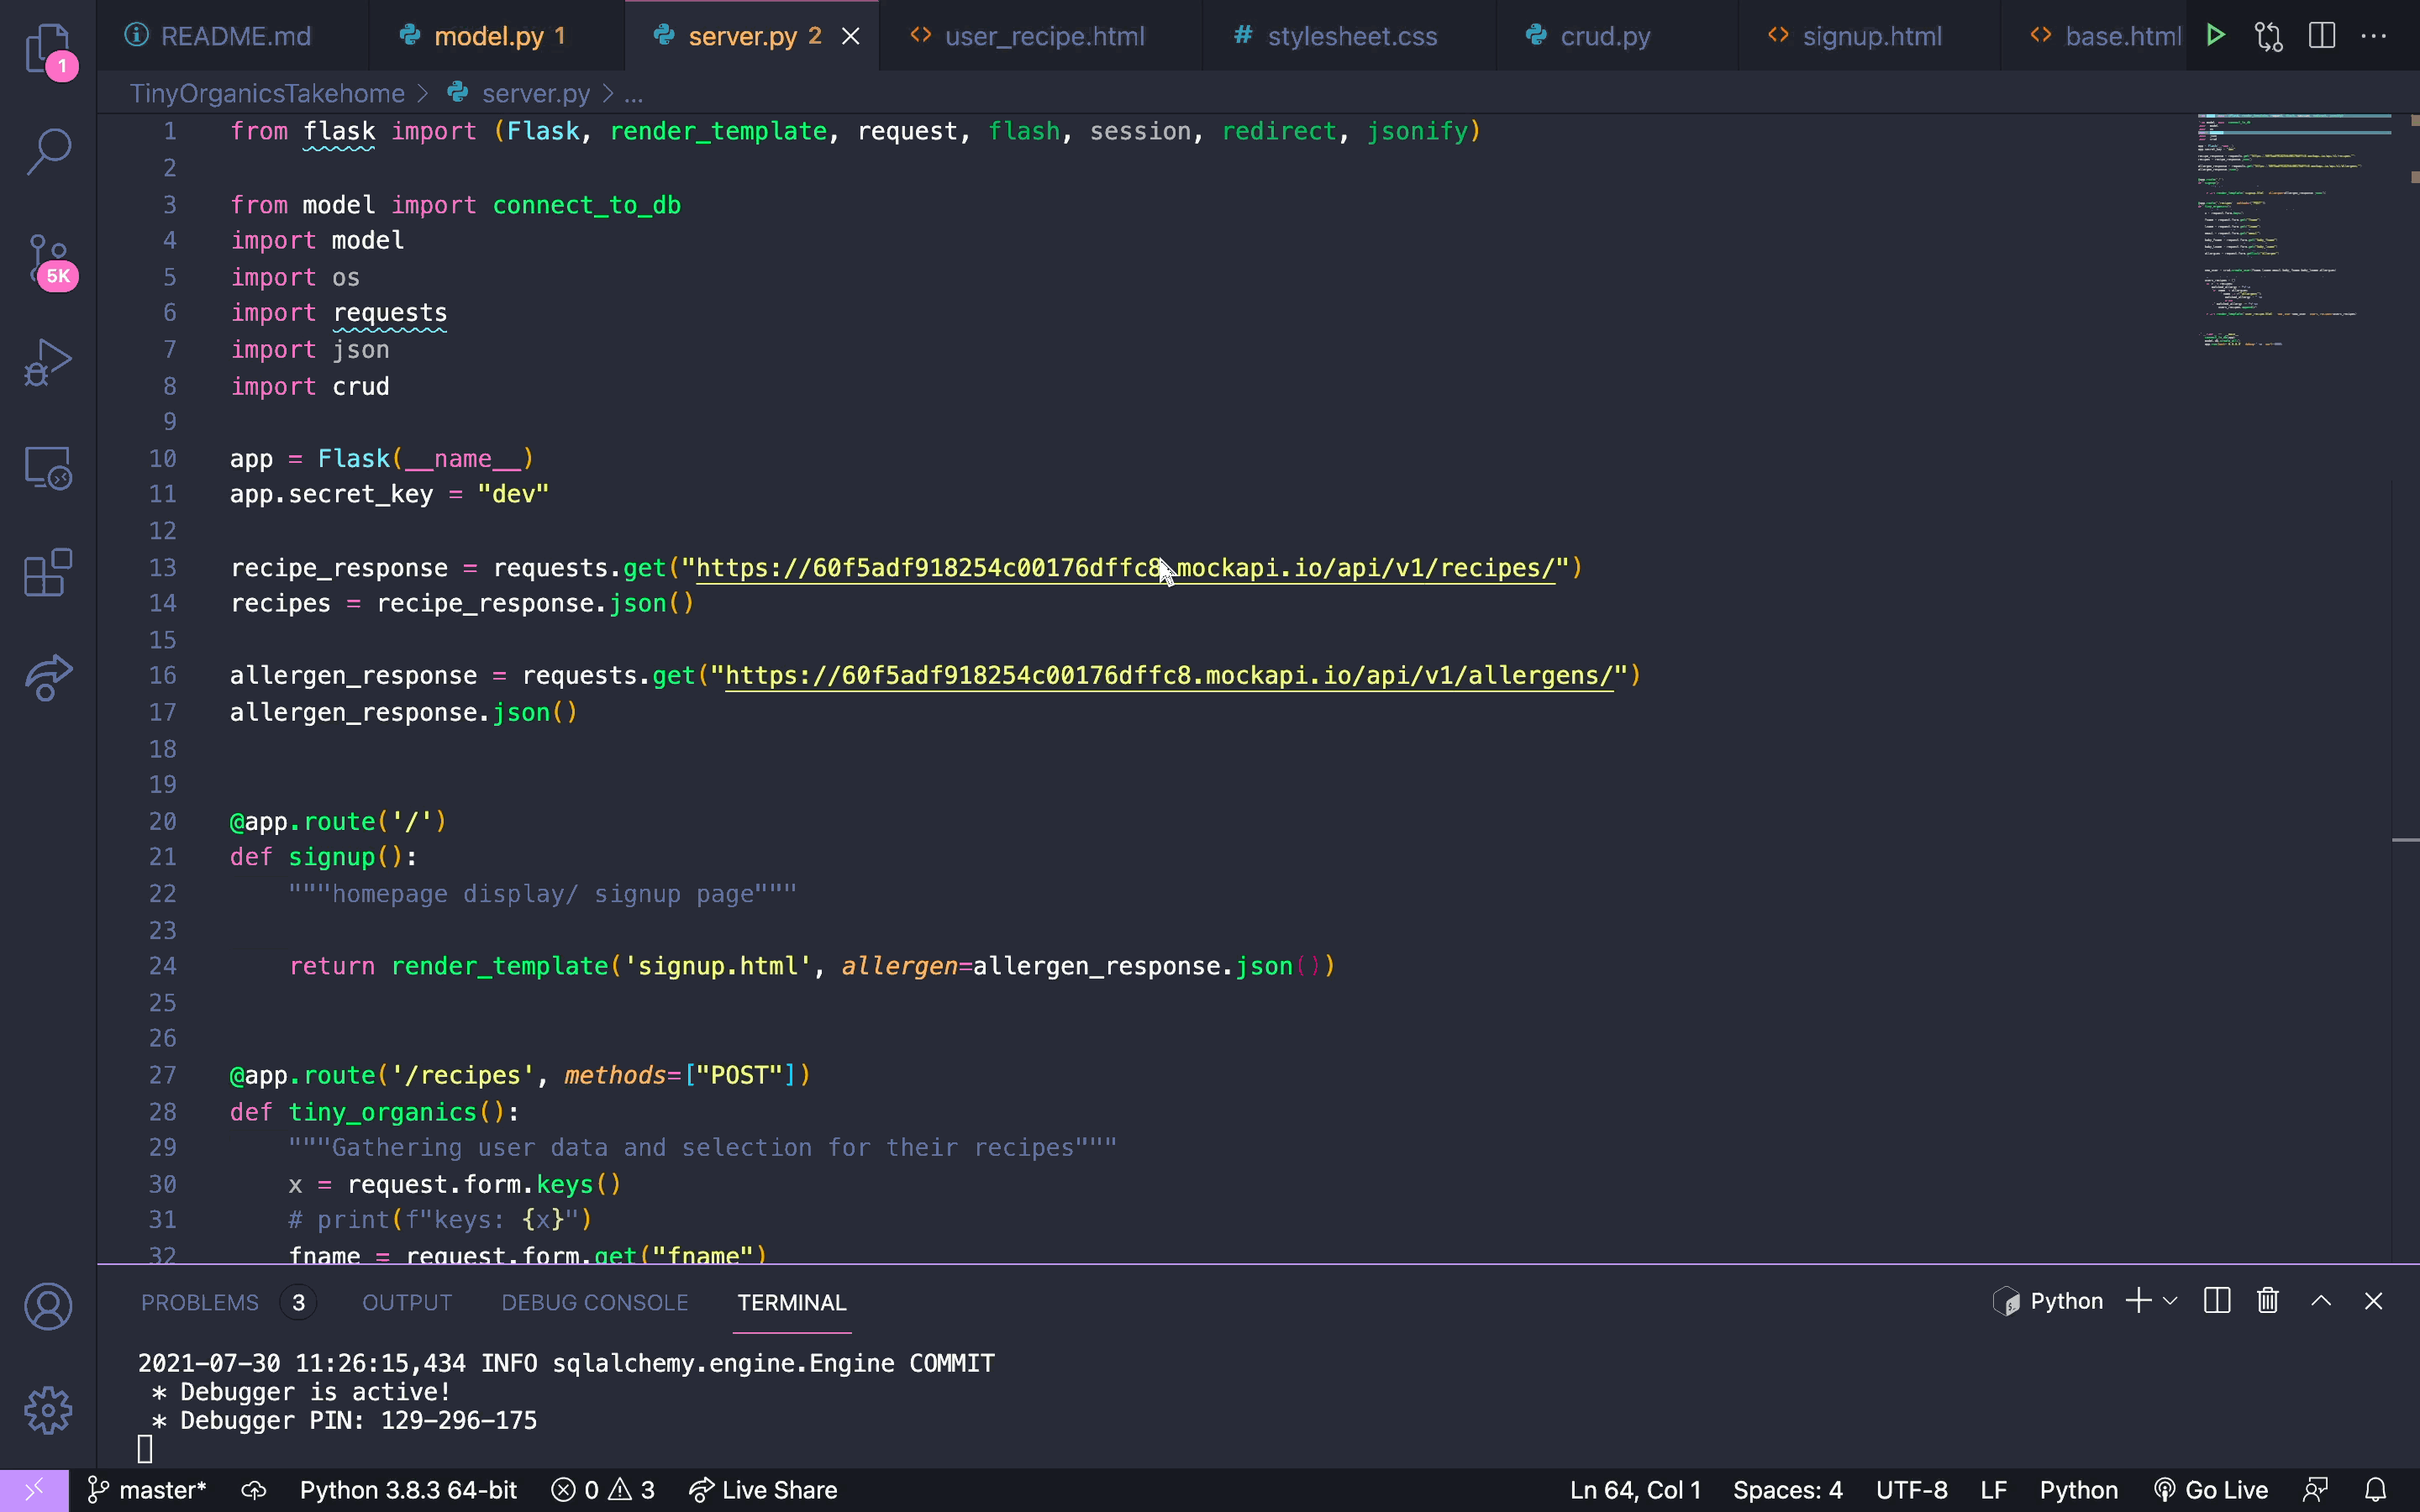 README.md model.py 1 server.py 2 user_recipe.html # stylesheet.css crud.py signup.html base.html
1
TinyOrganicsTakehome > server.py > ...
1 from flask import (Flask, render_template, request, flash, session, redirect, jsonify)
2
3 from model import connect_to_db
4 import model
5 import os
6 import requests
7 import json
8 import crud
9
10 app = Flask(__name__)
11 app.secret_key = "dev"
12
13 recipe_response = requests.get("https://60f5adf918254c00176dffc8.mockapi.io/api/v1/recipes/")
14 recipes = recipe_response.json()
15
16 allergen_response = requests.get("https://60f5adf918254c00176dffc8.mockapi.io/api/v1/allergens/")
17 allergen_response.json()
18
19
20 @app.route('/')
21 def signup():
22 """homepage display/ signup page"""
23
24 return render_template('signup.html', allergen=allergen_response.json())
25
26
27 @app.route('/recipes', methods=["POST"])
28 def tiny_organics():
29 """Gathering user data and selection for their recipes"""
30 x = request.form.keys()
31 # print(f"keys: {x}")
32 fname = request.form.get("fname")
5K
PROBLEMS 3 OUTPUT DEBUG CONSOLE TERMINAL Python
2021-07-30 11:26:15,434 INFO sqlalchemy.engine.Engine COMMIT
* Debugger is active!
* Debugger PIN: 129-296-175
master* Python 3.8.3 64-bit 0 3 Live Share Ln 64, Col 1 Spaces: 4 UTF-8 LF Python Go Live